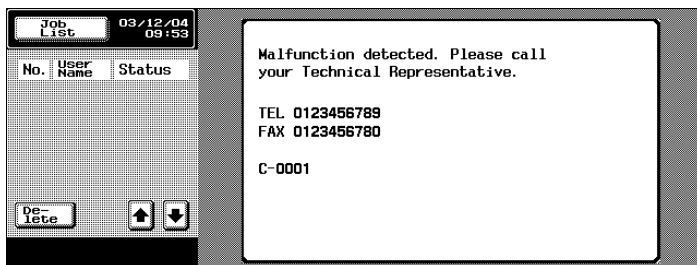 Job
List
03/12/04
09:53
No. User
Name Status
De-
lete
Malfunction detected. Please call
your Technical Representative.
TEL 0123456789
FAX 0123456780
C-0001